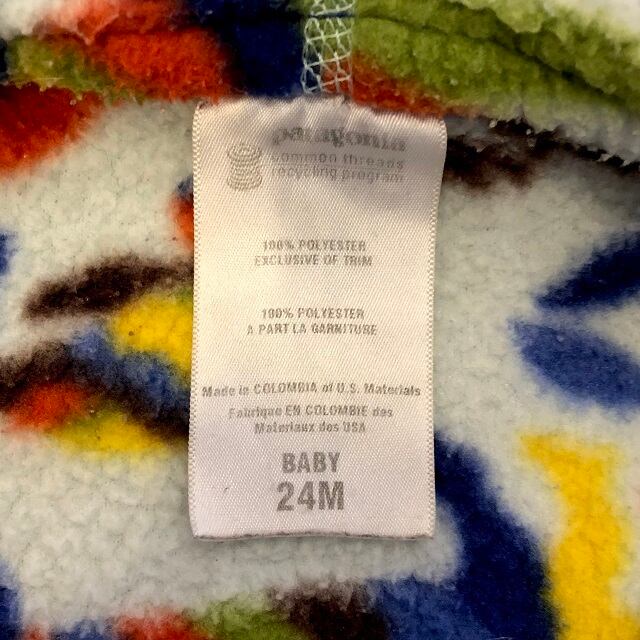 patagonia
common threads
recycling program
100% POLYESTER
EXCLUSIVE OF TRIM
100% POLYESTER
A PART LA GARNITURE
Made in COLOMBIA of U.S. Materials
Fabrique EN COLOMBIE des
Materiaux des USA
BABY
24M